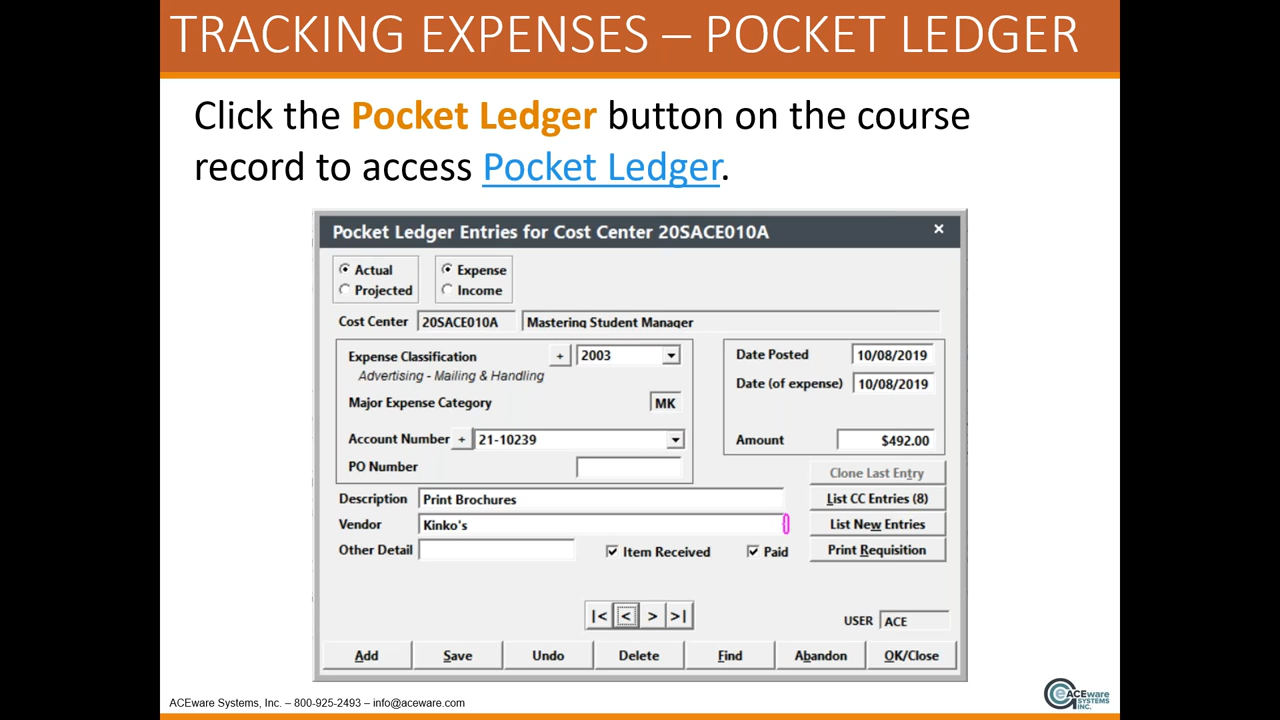 TRACKING EXPENSES – POCKET LEDGER
Click the Pocket Ledger button on the course
record to access Pocket Ledger.
Pocket Ledger Entries for Cost Center 20SACE010A ×
Actual Expense
Projected Income
Cost Center 20SACE010A Mastering Student Manager
Expense Classification + 2003
Advertising - Mailing & Handling
Major Expense Category MK
Account Number + 21-10239
PO Number
Date Posted 10/08/2019
Date (of expense) 10/08/2019
Amount $492.00
Clone Last Entry
Description Print Brochures
List CC Entries (8)
Vendor Kinko's
List New Entries
Other Detail Item Received Paid
Print Requisition
|< < > >|
USER ACE
Add Save Undo Delete Find Abandon OK/Close
ACEware Systems, Inc. – 800-925-2493 – info@aceware.com
ACEware
SYSTEMS
INC.